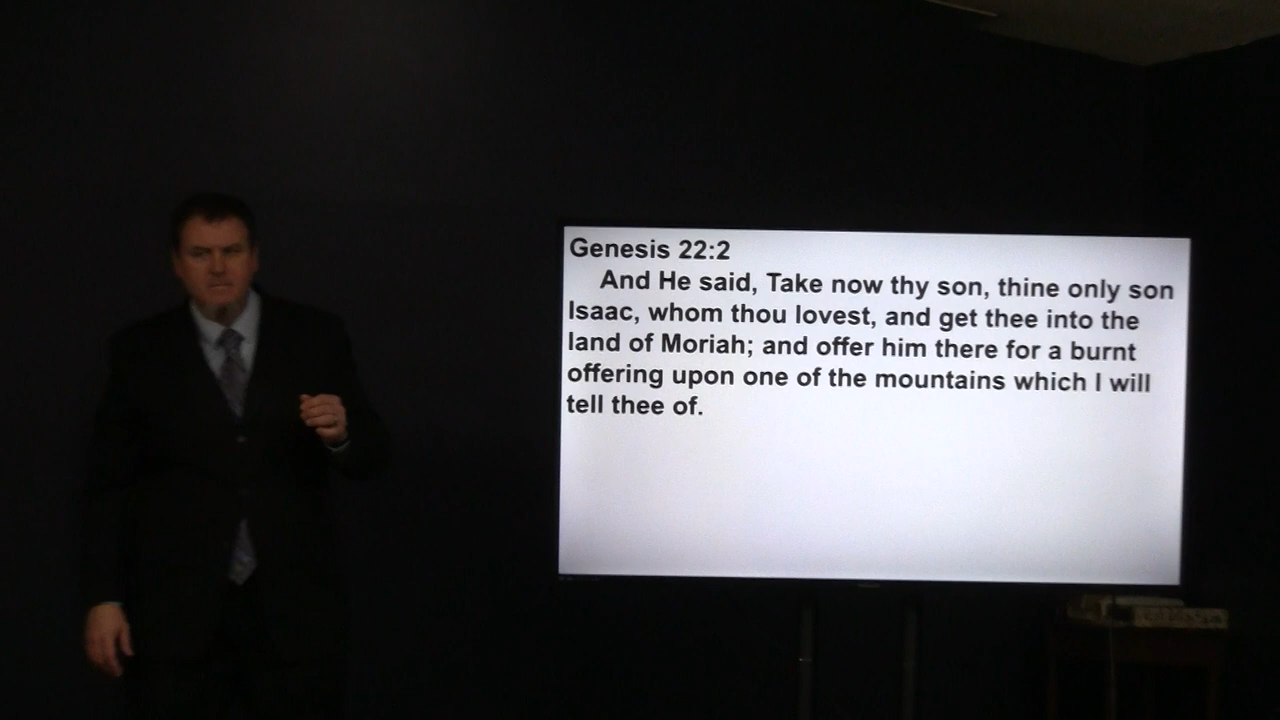 Genesis 22:2
And He said, Take now thy son, thine only son
Isaac, whom thou lovest, and get thee into the
land of Moriah; and offer him there for a burnt
offering upon one of the mountains which I will
tell thee of.